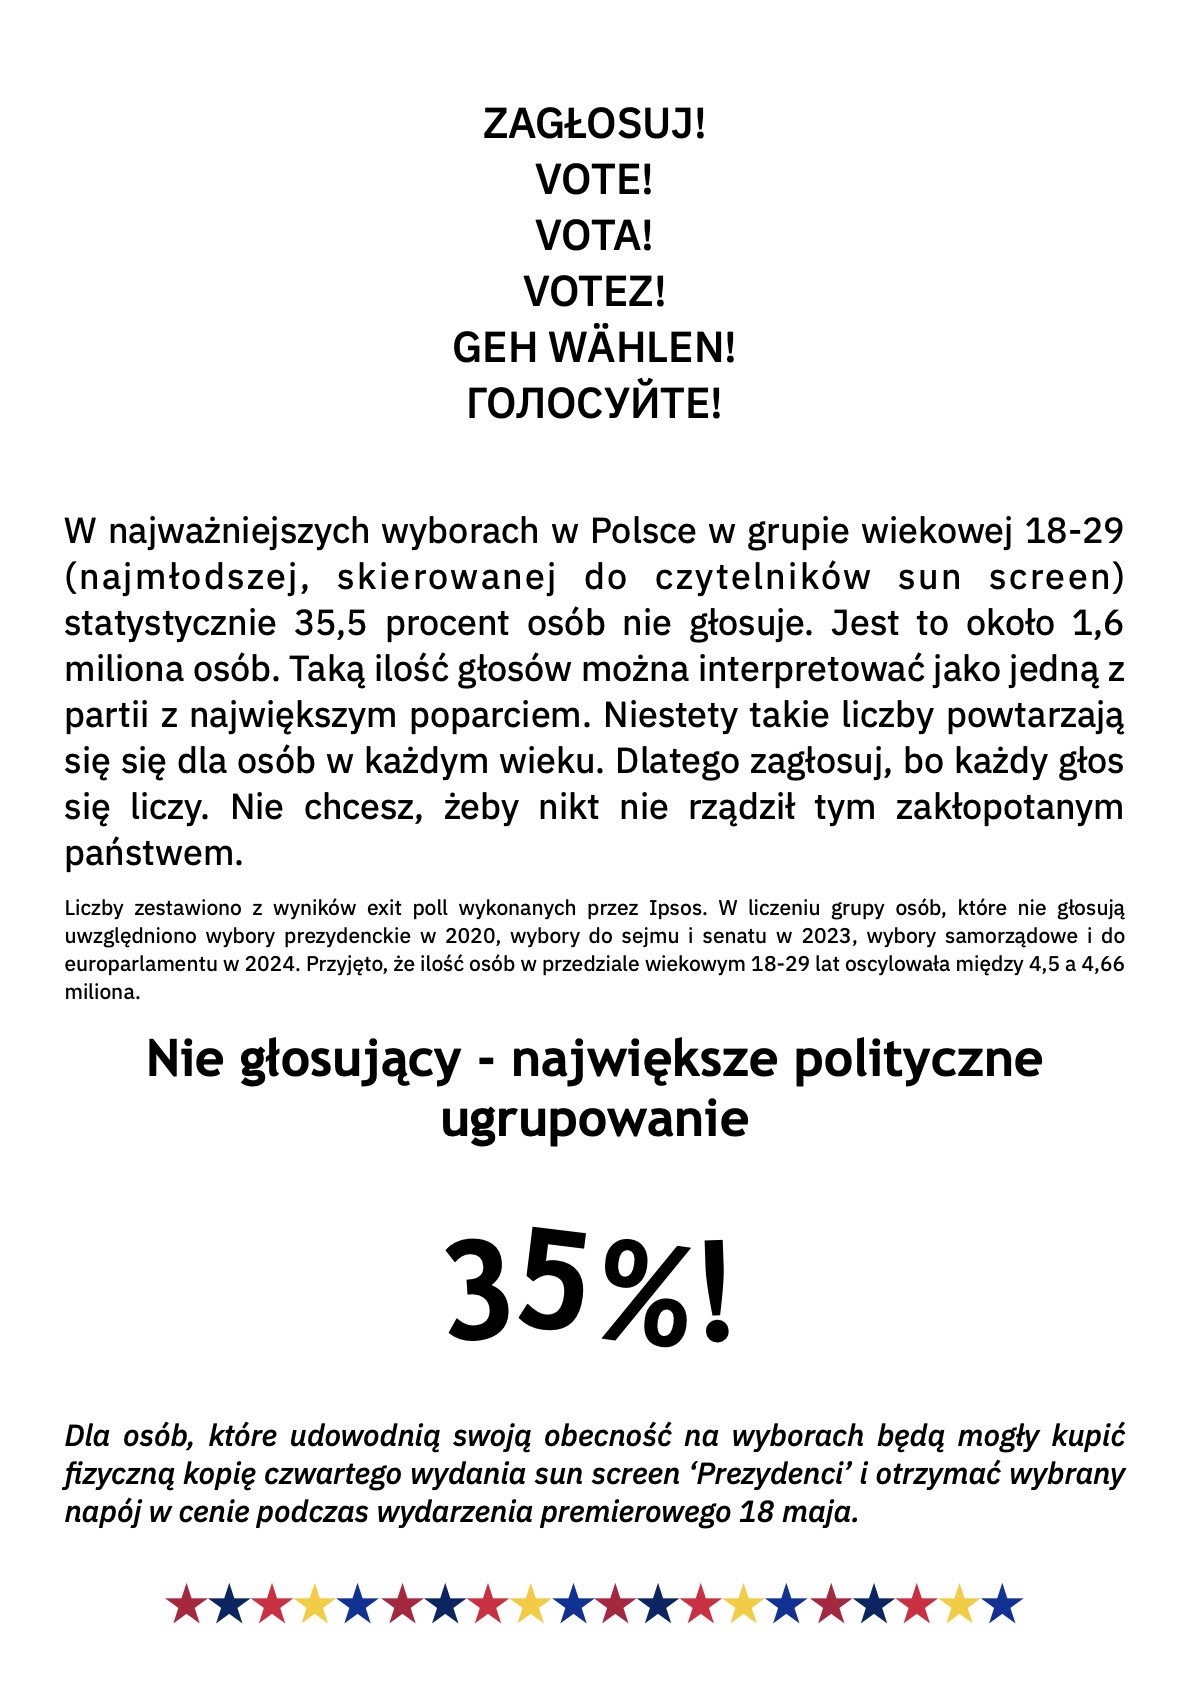 ZAGŁOSUJ!
VOTE!
VOTA!
VOTEZ!
GEH WÄHLEN!
ГОЛОСУЙТЕ!
W najważniejszych wyborach w Polsce w grupie wiekowej 18-29
(najmłodszej, skierowanej do czytelników sun screen)
statystycznie 35,5 procent osób nie głosuje. Jest to około 1,6
miliona osób. Taką ilość głosów można interpretować jako jedną z
partii z największym poparciem. Niestety takie liczby powtarzają
się się dla osób w każdym wieku. Dlatego zagłosuj, bo każdy głos
się liczy. Nie chcesz, żeby nikt nie rządził tym zakłopotanym
państwem.
Liczby zestawiono z wyników exit poll wykonanych przez Ipsos. W liczeniu grupy osób, które nie głosują
uwzględniono wybory prezydenckie w 2020, wybory do sejmu i senatu w 2023, wybory samorządowe i do
europarlamentu w 2024. Przyjęto, że ilość osób w przedziale wiekowym 18-29 lat oscylowała między 4,5 a 4,66
miliona.
Nie głosujący - największe polityczne
ugrupowanie
35%!
Dla osób, które udowodnią swoją obecność na wyborach będą mogły kupić
fizyczną kopię czwartego wydania sun screen ‘Prezydenci’ i otrzymać wybrany
napój w cenie podczas wydarzenia premierowego 18 maja.